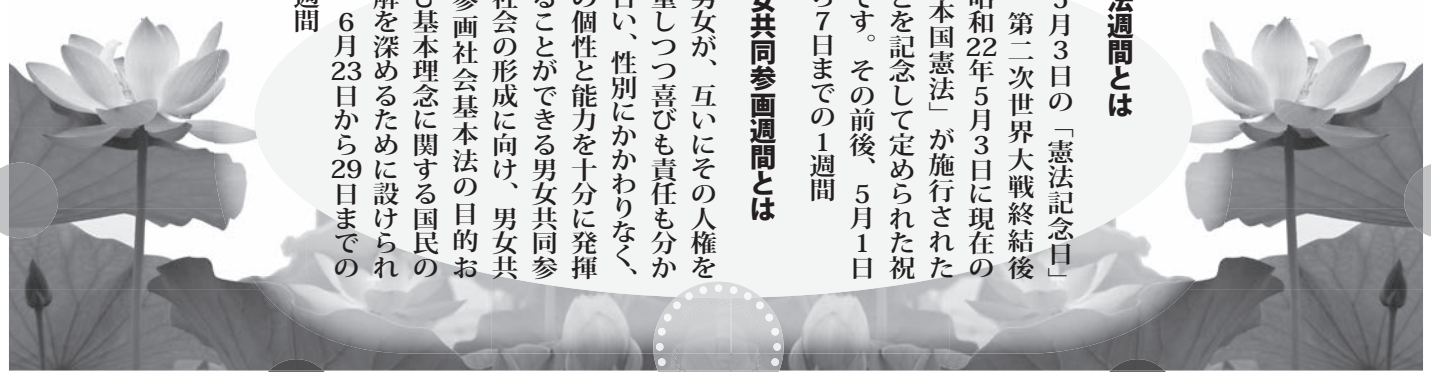 法週間とは
5月3日の「憲法記念日」
第二次世界大戦終結後
昭和22年5月3日に現在の
本国憲法」が施行された
とを記念して定められた祝
です。その前後、5月1日
ら7日までの1週間
女共同参画週間とは
男女が、互いにその人権を
重しつつ喜びも責任も分か
合い、性別にかかわりなく、
の個性と能力を十分に発揮
ることができる男女共同参
社会の形成に向け、男女共
参画社会基本法の目的お
び基本理念に関する国民の
解を深めるために設けられ
6月23日から29日までの
週間